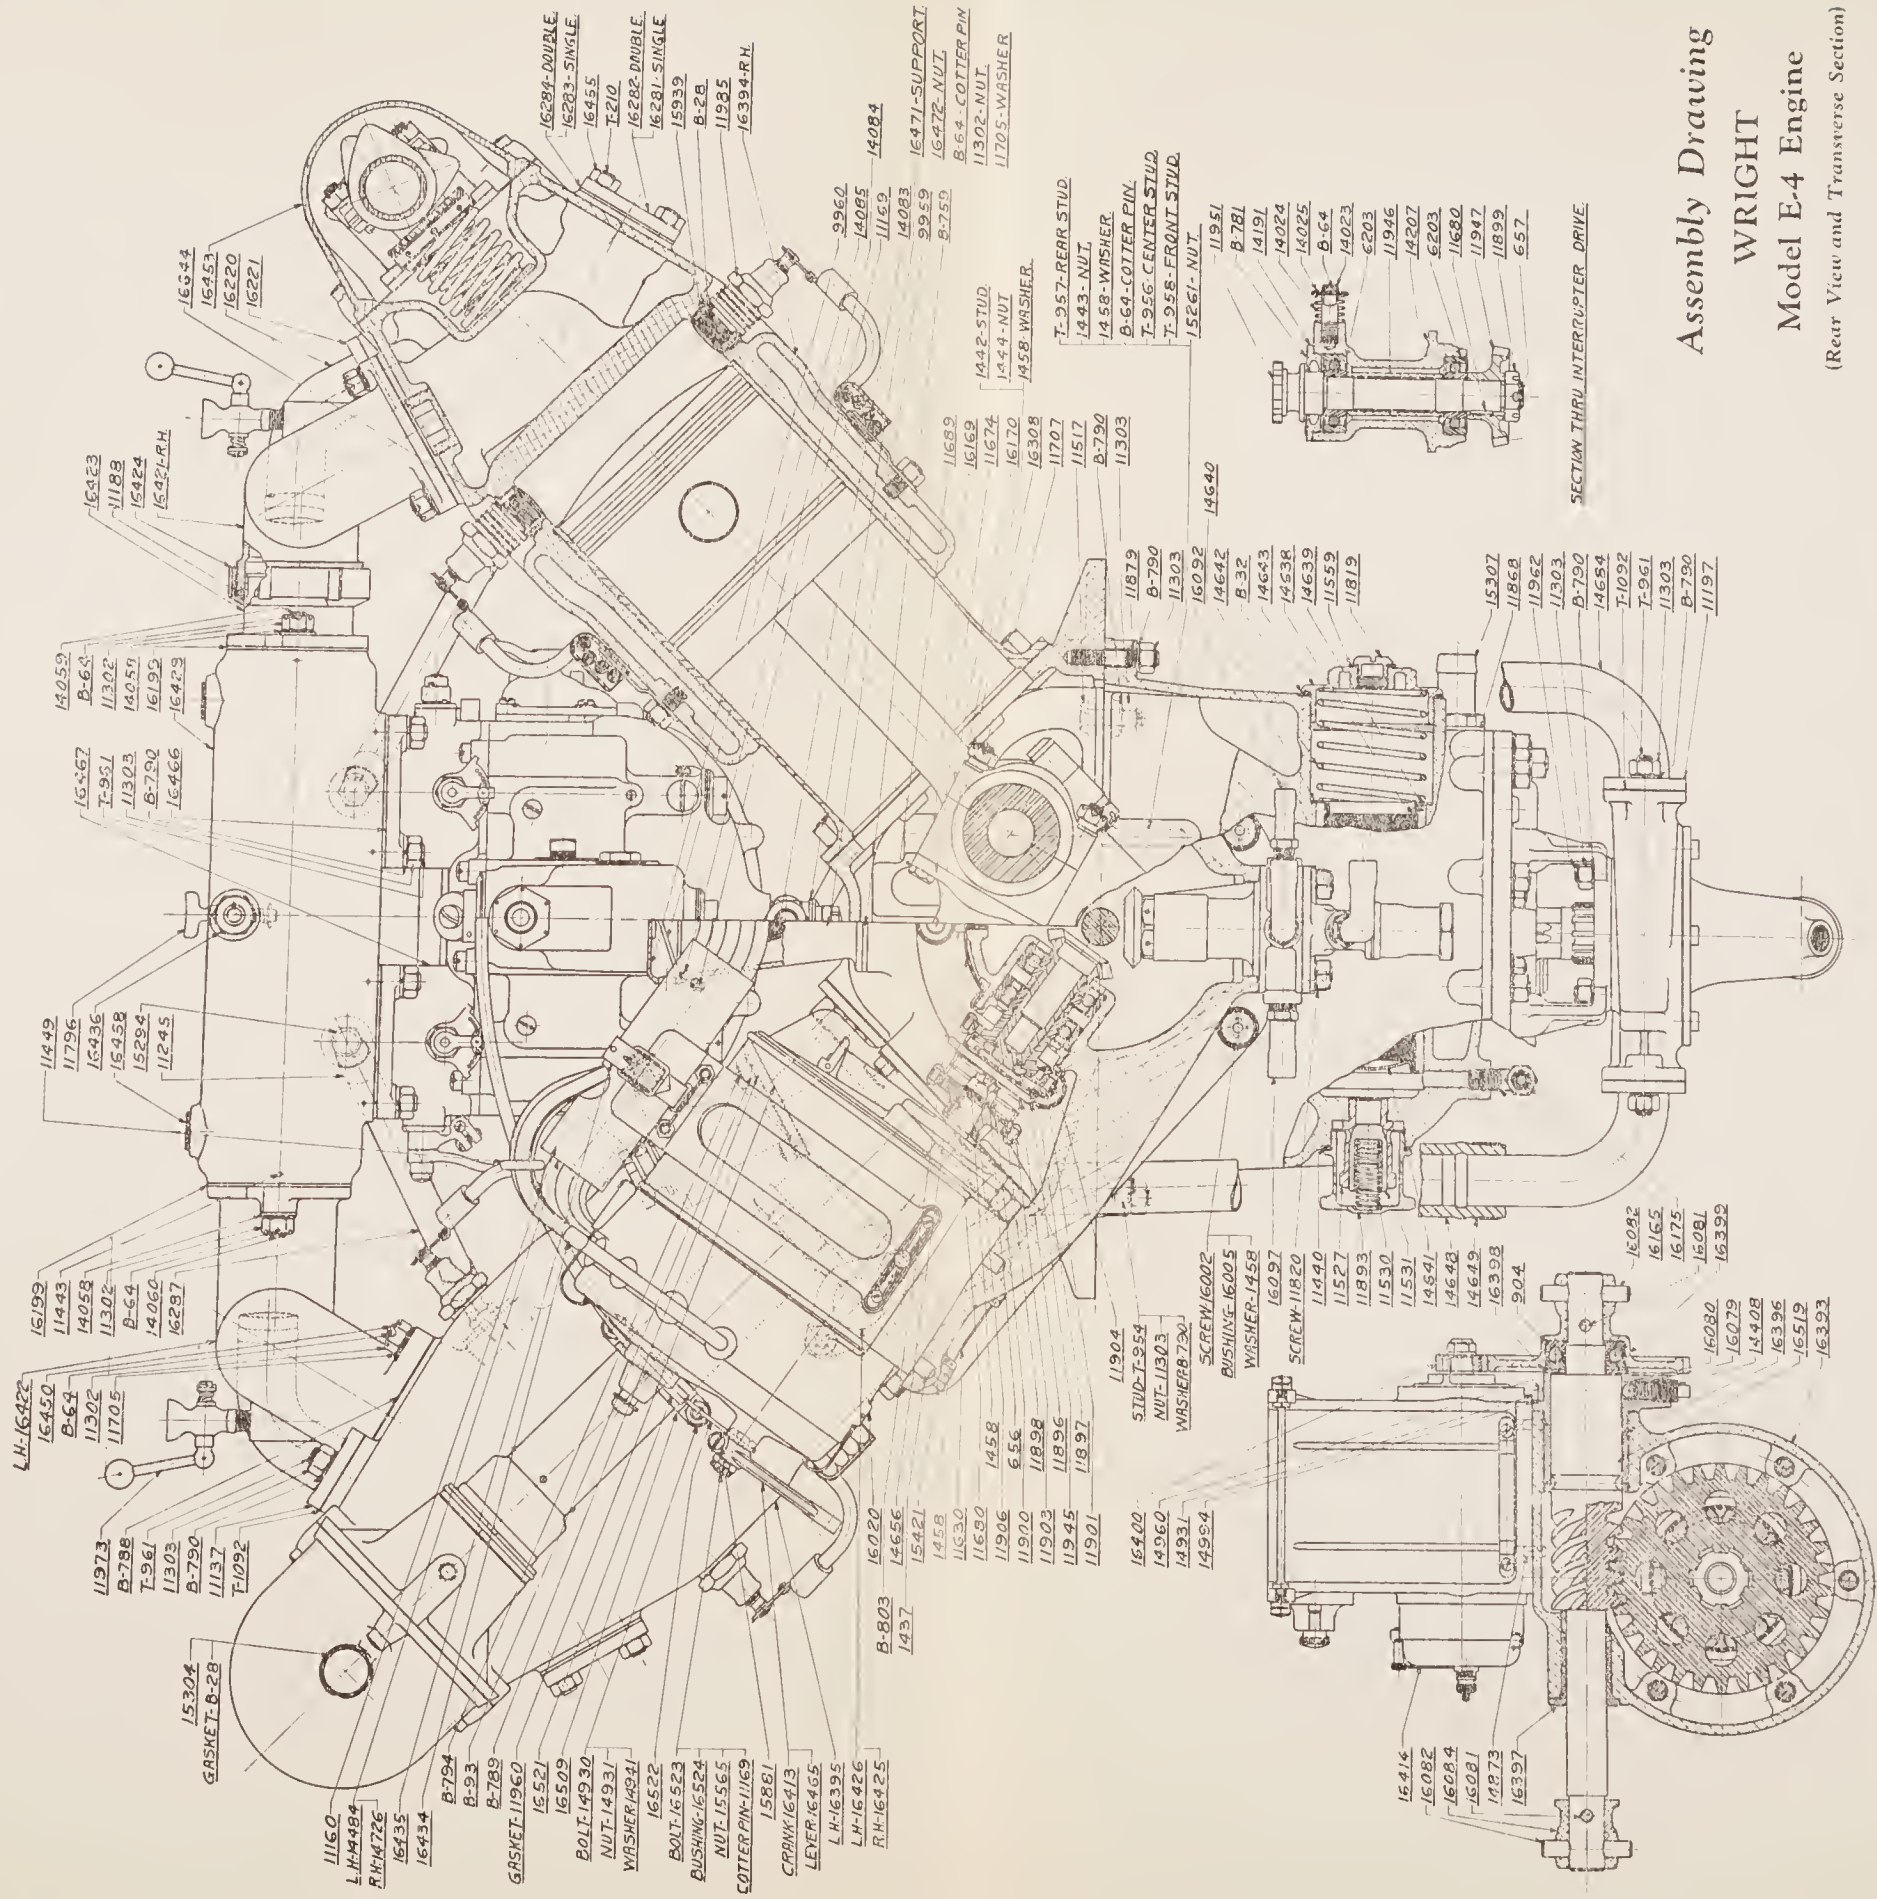 Assembly Drawing
WRIGHT
Model E-4 Engine
(Rear View and Transverse Section)
L.H-16422
16450
B-64
11302
11705
16199
11443
14058
11302
B-64
14060
16287
11449
11796
16436
16458
15294
11245
16467
T-961
11303
B-790
16466
14059
B-64
11302
14059
16199
16429
16423
11188
16424
16421-R.H.
16644
16453
16220
16221
16284-DOUBLE
16283-SINGLE
16455
T-210
16282-DOUBLE
16281-SINGLE
15939
B-28
11985
16394-R.H.
9960
14085
11169
14084
14083
9959
B-759
16471-SUPPORT
16472-NUT
B-64-COTTER PIN
11302-NUT
11705-WASHER
11973
B-788
T-961
11303
B-790
11137
T-1092
15304
GASKET-B-28
11160
L.H-14484
R.H-14726
16435
16434
B-794
B-93
B-789
GASKET-11960
16521
16509
BOLT-14930
NUT-14931
WASHER-14941
16522
BOLT-16523
BUSHING-16524
NUT-15565
COTTER PIN-11169
15881
CRANK-16413
LEVER-16465
L.H-16395
L.H-16426
R.H-16425
11689
16169
11674
16170
16308
11707
1442-STUD
1444-NUT
1458-WASHER
11517
B-790
11303
T-957-REAR STUD
1443-NUT
1458-WASHER
B-64-COTTER PIN
T-956-CENTER STUD
T-958-FRONT STUD
15261-NUT
11879
B-790
11303
16092
14640
14642
B-32
14643
14638
14639
11559
11819
11951
B-781
14191
14024
14025
B-64
14023
6203
11946
14207
6203
11680
11947
11899
657
SECTION THRU INTERRUPTER DRIVE
15307
11868
11962
11303
B-790
14684
T-1092
T-961
11303
B-790
11197
B-803
1437
16020
14656
15421
1458
11630
11680
11906
11900
11903
11945
11901
1458
656
11898
11896
11897
11904
STUD-T-954
NUT-11303
WASHER-B-790
SCREW-16002
BUSHING-16005
WASHER-1458
16097
SCREW-11820
11440
11527
11893
11530
11531
14641
14648
14649
16398
904
16082
16165
16175
16081
16399
16400
14960
14931
14994
16080
16079
14408
16396
16519
16393
16414
16082
16084
16081
14873
16397